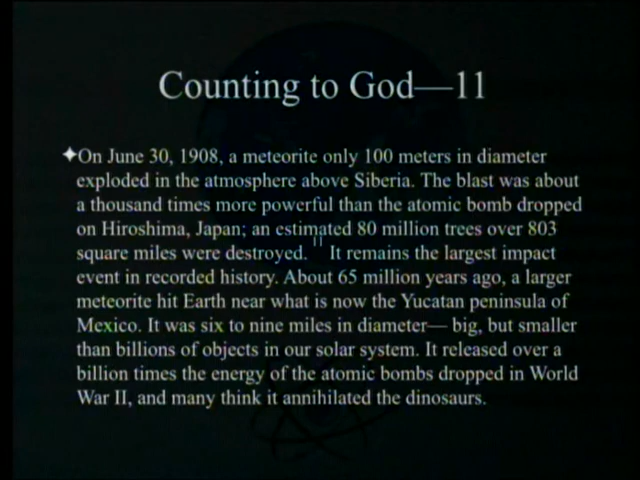 Counting to God—11
✦On June 30, 1908, a meteorite only 100 meters in diameter
exploded in the atmosphere above Siberia. The blast was about
a thousand times more powerful than the atomic bomb dropped
on Hiroshima, Japan; an estimated 80 million trees over 803
square miles were destroyed. 11 It remains the largest impact
event in recorded history. About 65 million years ago, a larger
meteorite hit Earth near what is now the Yucatan peninsula of
Mexico. It was six to nine miles in diameter— big, but smaller
than billions of objects in our solar system. It released over a
billion times the energy of the atomic bombs dropped in World
War II, and many think it annihilated the dinosaurs.